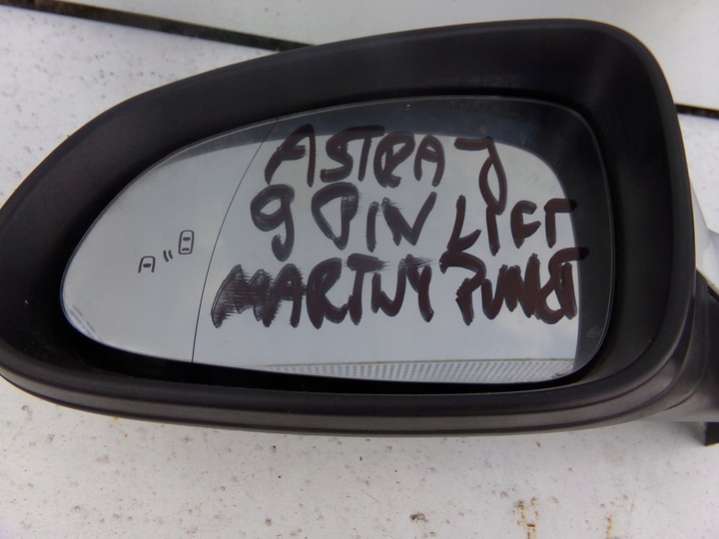 ASTRA J
9 PIN LIFT
MARTWY PUNKT